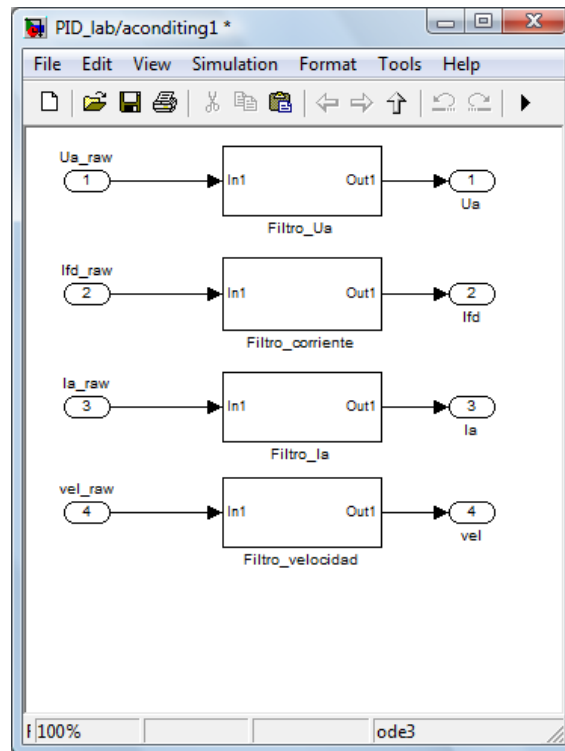 PID_lab/aconditing1 *
File Edit View Simulation Format Tools Help
Ua_raw
1 In1 Out1 1
Filtro_Ua Ua
Ifd_raw
2 In1 Out1 2
Filtro_corriente Ifd
Ia_raw
3 In1 Out1 3
Filtro_Ia Ia
vel_raw
4 In1 Out1 4
Filtro_velocidad vel
100% ode3